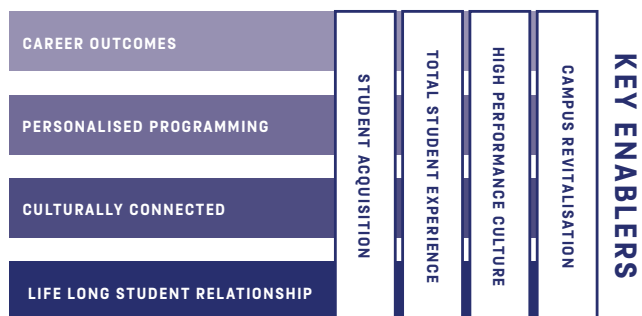 CAREER OUTCOMES
PERSONALISED PROGRAMMING
CULTURALLY CONNECTED
LIFE LONG STUDENT RELATIONSHIP
STUDENT ACQUISITION
TOTAL STUDENT EXPERIENCE
HIGH PERFORMANCE CULTURE
CAMPUS REVITALISATION
KEY ENABLERS